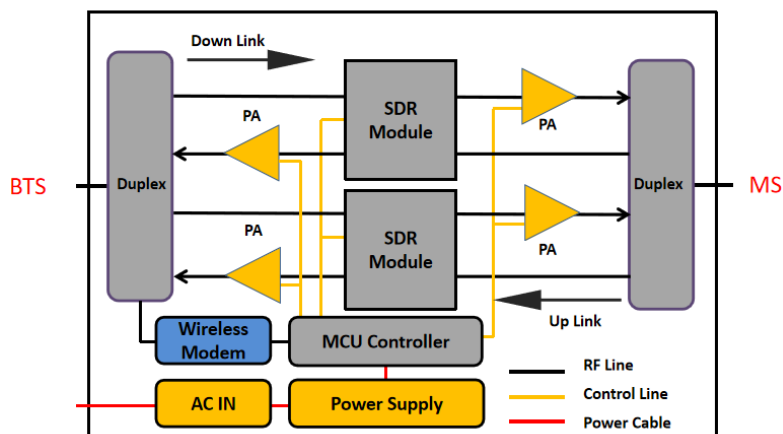 Down Link
SDR
Module
PA
PA
BTS
Duplex
Duplex
MS
SDR
Module
PA
PA
Up Link
Wireless
Modem
MCU Controller
RF Line
AC IN
Power Supply
Control Line
Power Cable